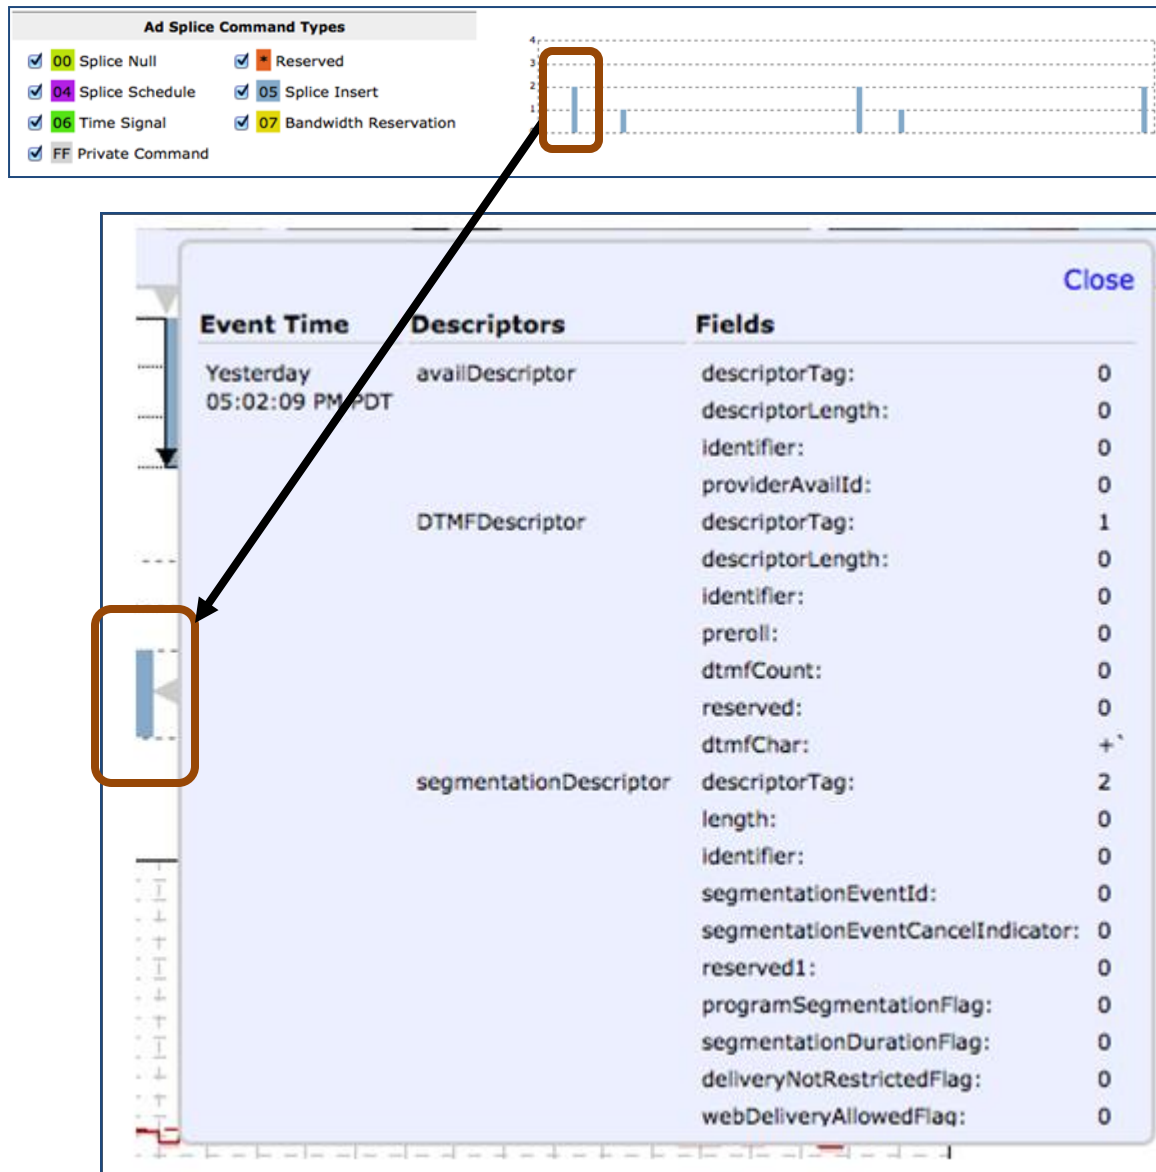 Ad Splice Command Types
00 Splice Null * Reserved
04 Splice Schedule 05 Splice Insert
06 Time Signal 07 Bandwidth Reservation
FF Private Command
4
3
2
1
Close
Event Time Descriptors Fields
Yesterday availDescriptor descriptorTag: 0
05:02:09 PM PDT descriptorLength: 0
identifier: 0
providerAvailId: 0
DTMFDescriptor descriptorTag: 1
descriptorLength: 0
identifier: 0
preroll: 0
dtmfCount: 0
reserved: 0
dtmfChar: +`
segmentationDescriptor descriptorTag: 2
length: 0
identifier: 0
segmentationEventId: 0
segmentationEventCancelIndicator: 0
reserved1: 0
programSegmentationFlag: 0
segmentationDurationFlag: 0
deliveryNotRestrictedFlag: 0
webDeliveryAllowedFlag: 0